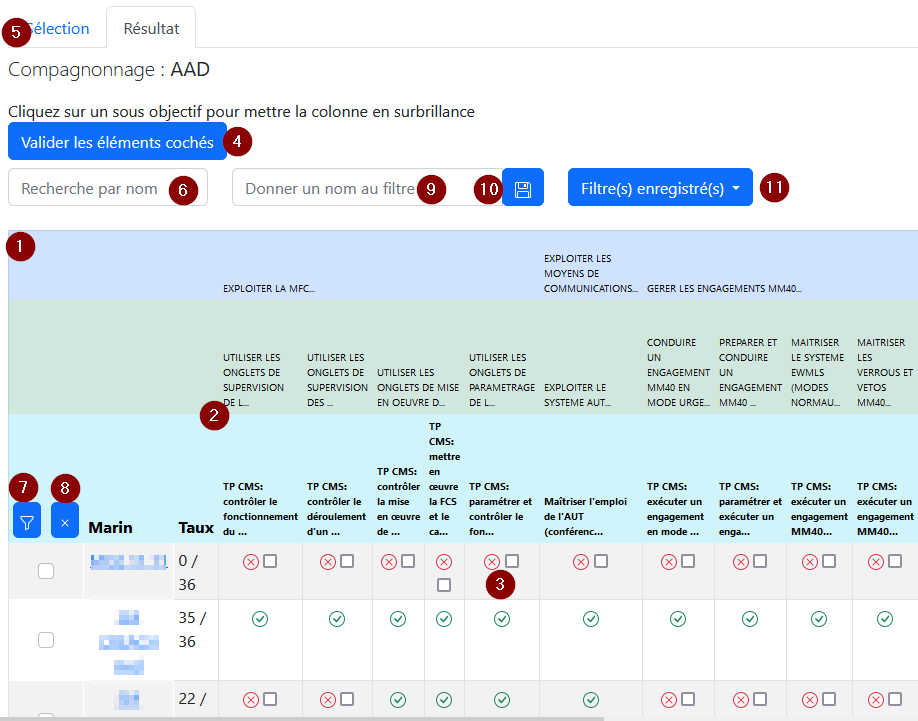 5 Sélection Résultat
Compagnonnage : AAD
Cliquez sur un sous objectif pour mettre la colonne en surbrillance
Valider les éléments cochés 4
Recherche par nom 6 Donner un nom au filtre 9 10 Filtre(s) enregistré(s) 11
1
EXPLOITER LA MFC...
EXPLOITER LES
MOYENS DE
COMMUNICATIONS...
GERER LES ENGAGEMENTS MM40...
UTILISER LES
ONGLETS DE
SUPERVISION
DE L...
UTILISER LES
ONGLETS DE
SUPERVISION
DES ...
UTILISER LES
ONGLETS DE MISE
EN OEUVRE D...
UTILISER LES
ONGLETS DE
PARAMETRAGE
DE L...
EXPLOITER LE
SYSTEME AUT...
CONDUIRE
UN
ENGAGEMENT
MM40 EN
MODE URGE...
PREPARER ET
CONDUIRE
UN
ENGAGEMENT
MM40 ...
MAITRISER
LE SYSTEME
EWMLS
(MODES
NORMAU...
MAITRISER
LES
VERROUS ET
VETOS
MM40...
2
7 8
Marin
Taux
TP CMS:
contrôler le
fonctionnement
du ...
TP CMS:
contrôler le
déroulement
d'un ...
TP CMS:
contrôler
la mise
en œuvre
de ...
TP
CMS:
mettre
en
œuvre
la FCS
et le
ca...
TP CMS:
paramétrer et
contrôler le
fon...
Maîtriser l'emploi
de l'AUT
(conférenc...
TP CMS:
exécuter un
engagement
en mode ...
TP CMS:
paramétrer et
exécuter un
enga...
TP CMS:
exécuter un
engagement
MM40...
TP CMS:
exécuter un
engagement
MM40...
0 /
36
3
35 /
36
22 /